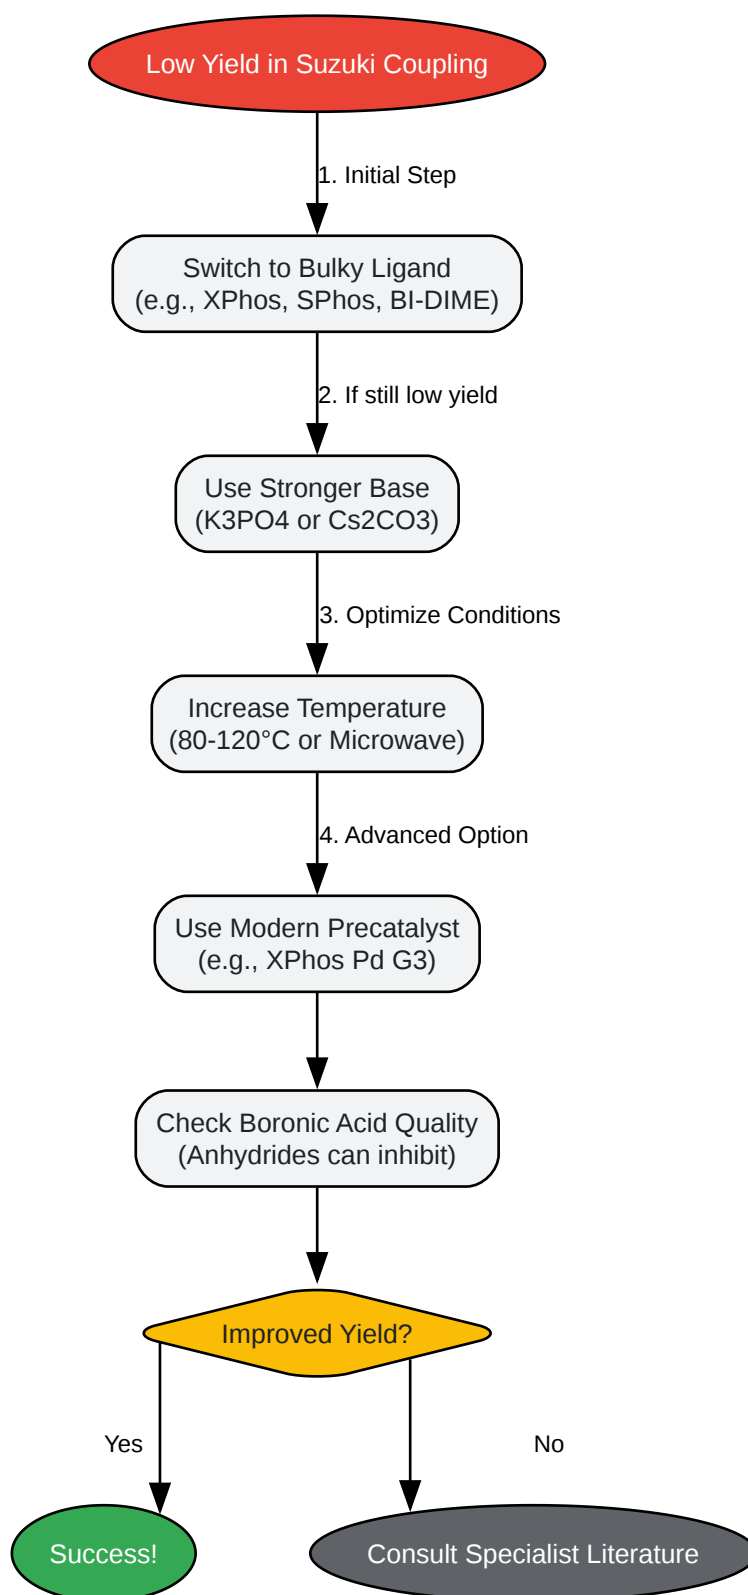 Low Yield in Suzuki Coupling
1. Initial Step
Switch to Bulky Ligand
(e.g., XPhos, SPhos, BI-DIME)
2. If still low yield
Use Stronger Base
(K3PO4 or Cs2CO3)
3. Optimize Conditions
Increase Temperature
(80-120°C or Microwave)
4. Advanced Option
Use Modern Precatalyst
(e.g., XPhos Pd G3)
Check Boronic Acid Quality
(Anhydrides can inhibit)
Improved Yield?
Yes
No
Success!
Consult Specialist Literature